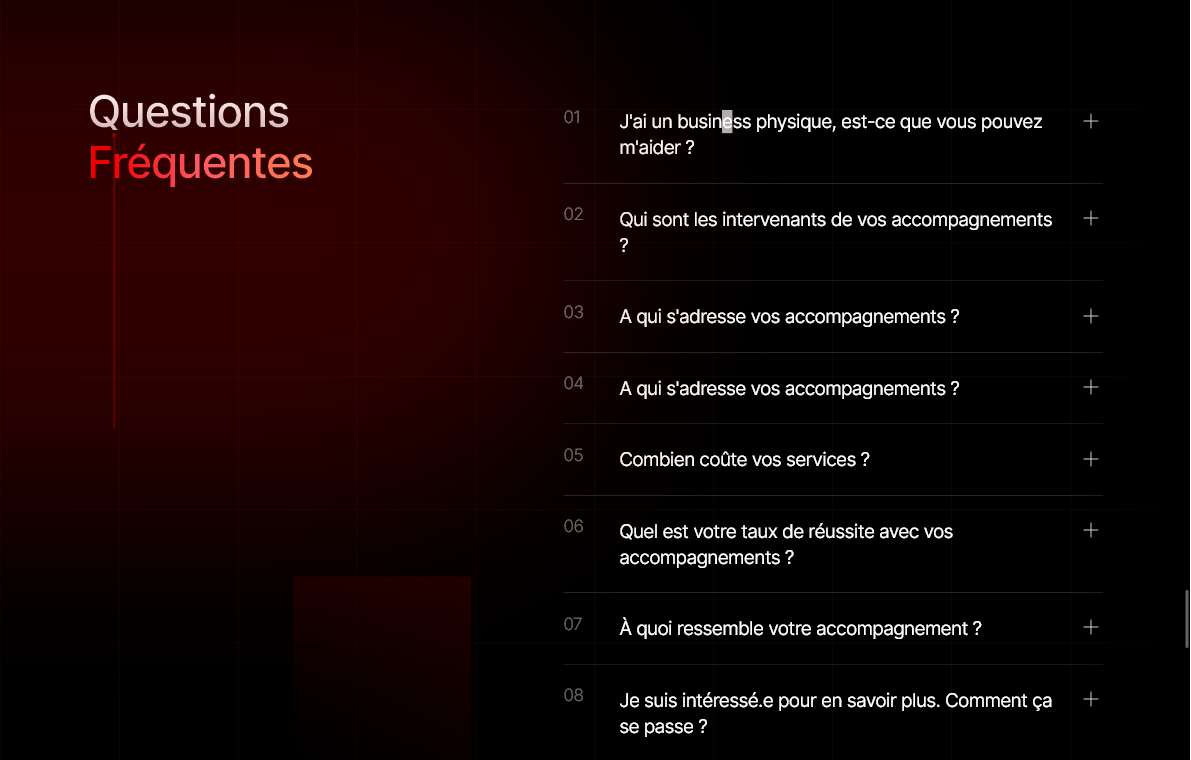 Questions
Fréquentes
01
J'ai un business physique, est-ce que vous pouvez
m'aider ?
02
Qui sont les intervenants de vos accompagnements
?
03
A qui s'adresse vos accompagnements ?
04
A qui s'adresse vos accompagnements ?
05
Combien coûte vos services ?
06
Quel est votre taux de réussite avec vos
accompagnements ?
07
À quoi ressemble votre accompagnement ?
08
Je suis intéressé.e pour en savoir plus. Comment ça
se passe ?